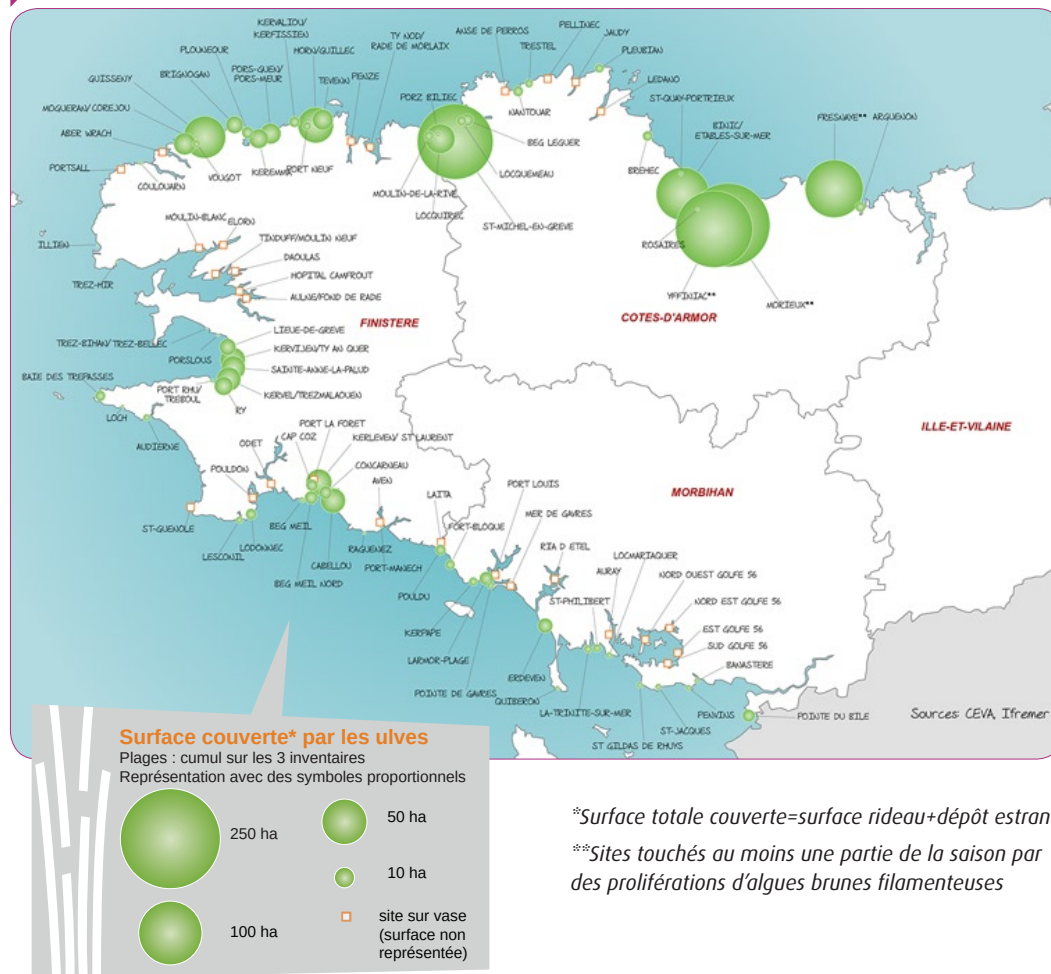 KERVALIOU/
KERFISSIEN
HORN/GUILLEC
TY NOD/
RADE DE MORLAIX
ANSE DE PERROS
PELLINEC
JAUDY
TRESTEL
PLEUBIAN
PLOUNEOUR
PORS-GUEN/
PORS-MEUR
TEVENN
PENZE
LEDANO
GUISSENY
BRIGNOGAN
PORZ BILIEC
NANTOUAR
ST-QUAY-PORTRIEUX
MOGUERAN/COREJOU
BINIC/
ETABLES-SUR-MER
FRESNAYE**
ARGUENON
ABER WRACH
BEG LEGUER
PORTSALL
VOUGOT
KEREMMA
PORT NEUF
LOCQUEMEAU
BREHEC
COULOUARN
MOULIN-DE-LA-RIVE
LOCQUIREC
ST-MICHEL-EN-GREVE
MOULIN-BLANC
ELORN
ILLIEN
TINDUFF/MOULIN NEUF
ROSAIRES
DAOULAS
TREZ-HIR
HOPITAL CAMFROUT
YFFINIAC**
MORIEUX**
AULNE/FOND DE RADE
FINISTERE
COTES-D'ARMOR
LIEUE-DE-GREVE
TREZ-BIHAN/TREZ-BELLEC
KERVIJEN/TY AN QUER
PORSLOUS
SAINTE-ANNE-LA-PALUD
BAIE DES TREPASSES
PORT RHU/
TREBOUL
KERVEL/TREZMALAOUEN
RY
LOCH
PORT LA FORET
AUDIERNE
CAP COZ
KERLEVEN/ ST LAURENT
ILLE-ET-VILAINE
ODET
CONCARNEAU
POULDON
AVEN
PORT LOUIS
LAITA
MORBIHAN
MER DE GAVRES
FORT-BLOQUE
ST-GUENOLE
BEG MEIL
RIA D ETEL
LOCMARIAQUER
LESCONIL
LODONNEC
RAGUENEZ
AURAY
NORD OUEST GOLFE 56
CABELLOU
PORT-MANECH
BEG MEIL NORD
POULDU
ST-PHILIBERT
NORD EST GOLFE 56
KERPAPE
EST GOLFE 56
LARMOR-PLAGE
SUD GOLFE 56
ERDEVEN
BANASTERE
POINTE DE GAVRES
QUIBERON
LA-TRINITE-SUR-MER
PENVINS
POINTE DU BILE
ST-JACQUES
ST GILDAS DE RHUYS
Sources: CEVA, Ifremer
Surface couverte* par les ulves
Plages : cumul sur les 3 inventaires
Représentation avec des symboles proportionnels
250 ha
50 ha
10 ha
100 ha
site sur vase
(surface non
représentée)
*Surface totale couverte=surface rideau+dépôt estran
**Sites touchés au moins une partie de la saison par
des proliférations d'algues brunes filamenteuses